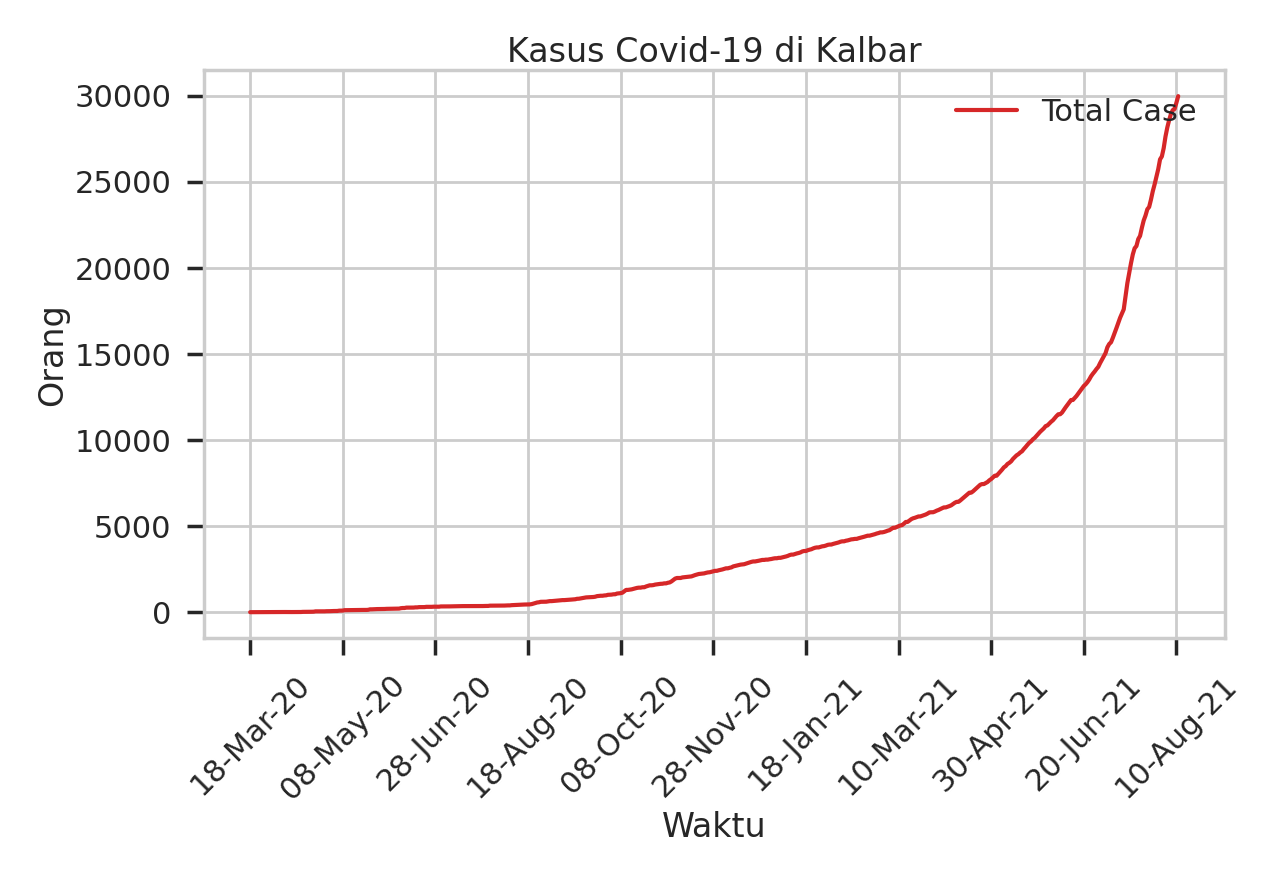 Kasus Covid-19 di Kalbar
Total Case
30000
25000
20000
15000
10000
5000
0
Orang
18-Mar-20
08-May-20
28-Jun-20
18-Aug-20
08-Oct-20
28-Nov-20
18-Jan-21
10-Mar-21
30-Apr-21
20-Jun-21
10-Aug-21
Waktu